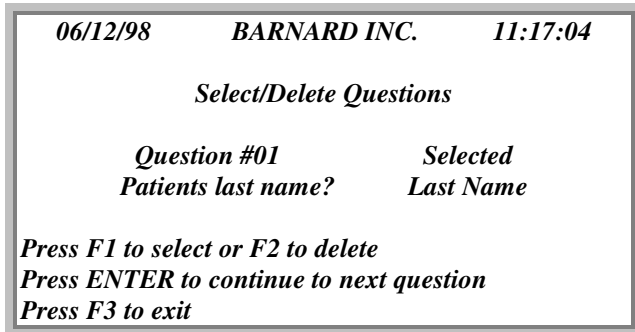 06/12/98 BARNARD INC. 11:17:04
Select/Delete Questions
Question #01 Selected
Patients last name? Last Name
Press F1 to select or F2 to delete
Press ENTER to continue to next question
Press F3 to exit